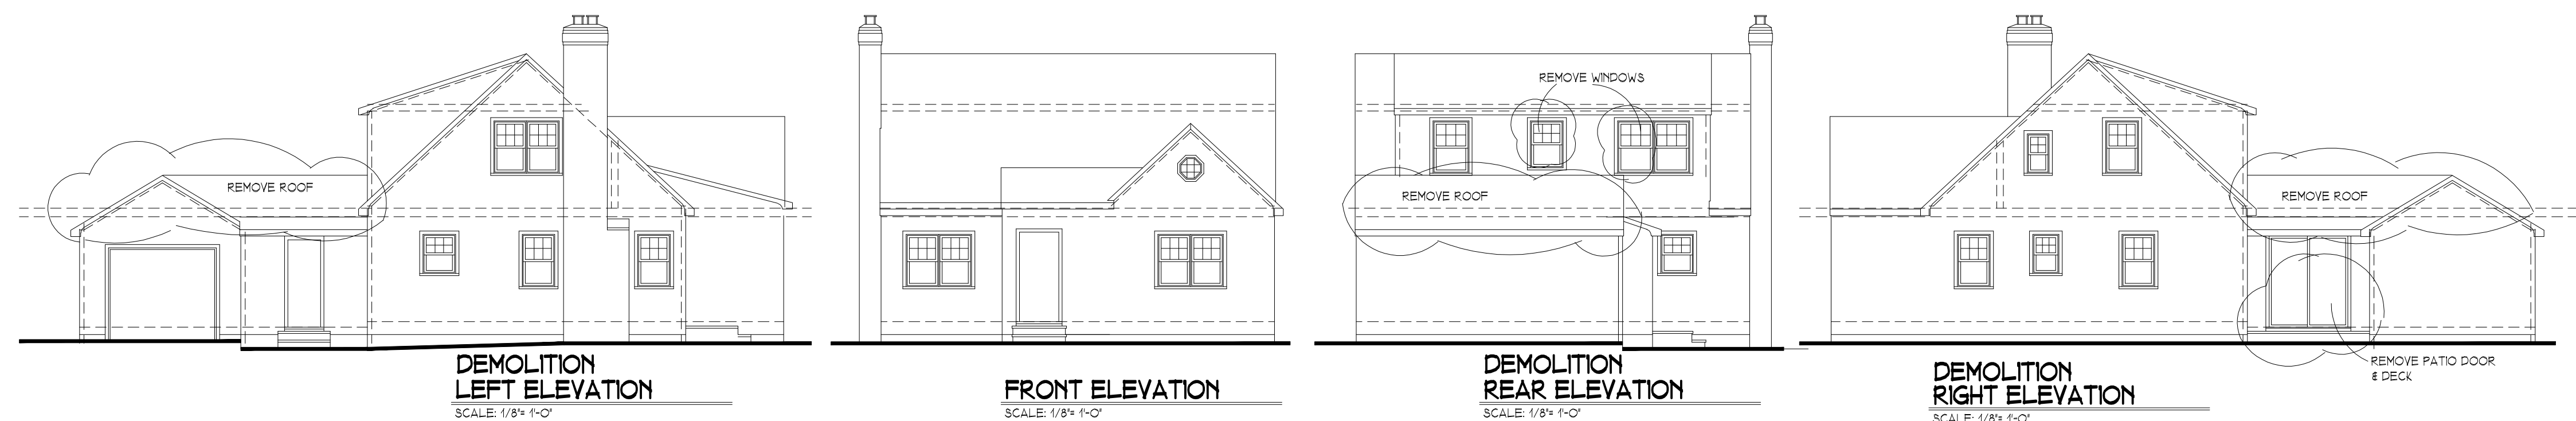 REMOVE ROOF
DEMOLITION
LEFT ELEVATION
SCALE: 1/8"= 1'-0"
FRONT ELEVATION
SCALE: 1/8"= 1'-0"
REMOVE WINDOWS
REMOVE ROOF
DEMOLITION
REAR ELEVATION
SCALE: 1/8"= 1'-0"
REMOVE ROOF
REMOVE PATIO DOOR
& DECK
DEMOLITION
RIGHT ELEVATION
SCALE: 1/8"= 1'-0"